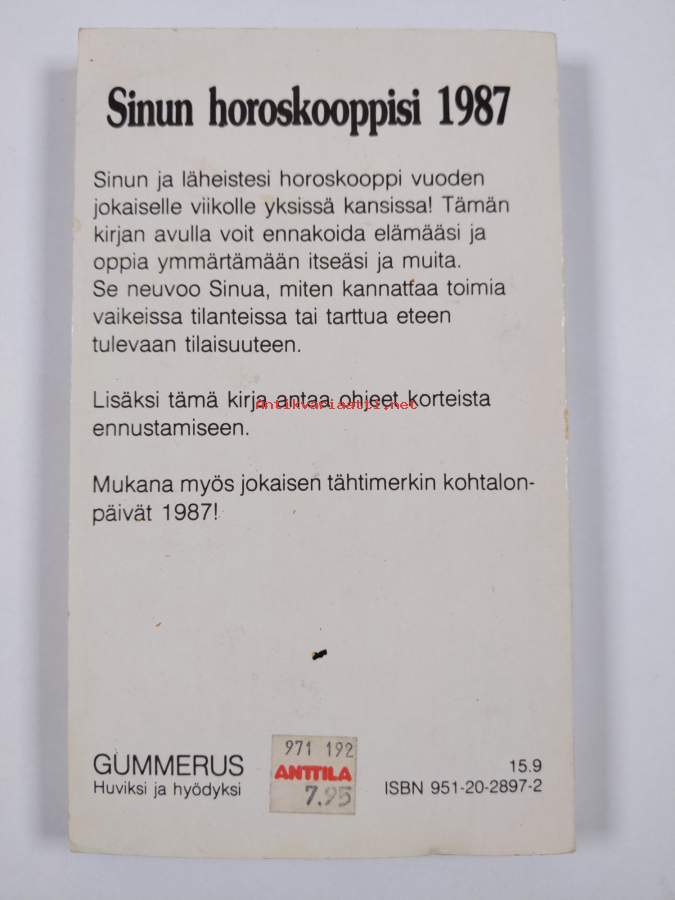 Sinun horoskooppisi 1987
Sinun ja läheistesi horoskooppi vuoden
jokaiselle viikolle yksissä kansissa! Tämän
kirjan avulla voit ennakoida elämääsi ja
oppia ymmärtämään itseäsi ja muita.
Se neuvoo Sinua, miten kannattaa toimia
vaikeissa tilanteissa tai tarttua eteen
tulevaan tilaisuuteen.
Lisäksi tämä kirja antaa ohjeet korteista
Antikvariaatti.net
ennustamiseen.
Mukana myös jokaisen tähtimerkin kohtalon-
päivät 1987!
GUMMERUS
Huviksi ja hyödyksi
971 192
ANTTILA
7.95
15.9
ISBN 951-20-2897-2